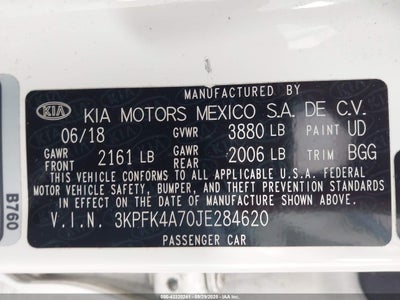 MANUFACTURED BY
KIA KIA MOTORS MEXICO S.A. DE C.V.
06/18 GVWR 3880 LB PAINT UD
GAWR FRONT 2161 LB GAWR REAR 2006 LB TRIM BGG
THIS VEHICLE CONFORMS TO ALL APPLICABLE U.S.A. FEDERAL
MOTOR VEHICLE SAFETY, BUMPER, AND THEFT PREVENTION STANDARDS
IN EFFECT ON THE DATE OF MANUFACTURE SHOWN ABOVE.
V.I.N. 3KPFK4A70JE284620
PASSENGER CAR
B760